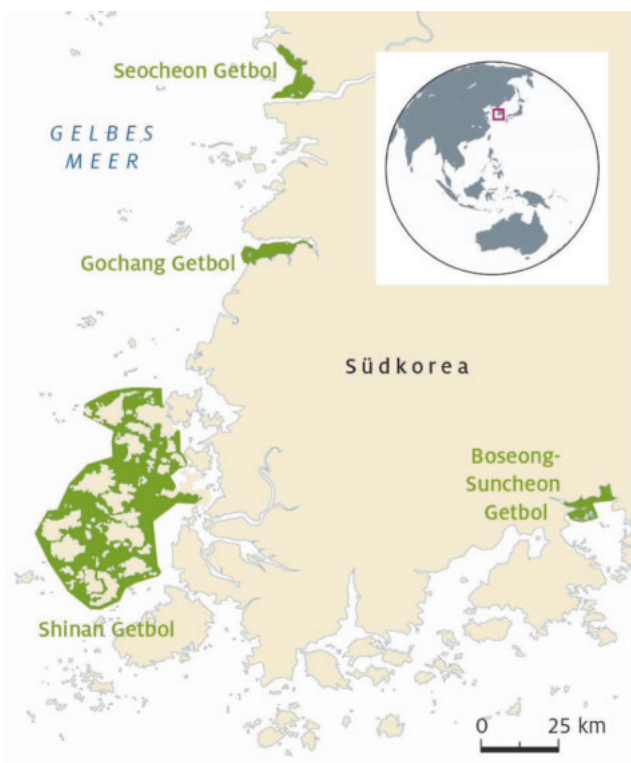 Seocheon Getbol
GELBES
MEER
Gochang Getbol
Südkorea
Boseong-
Suncheon
Getbol
Shinan Getbol
0 25 km